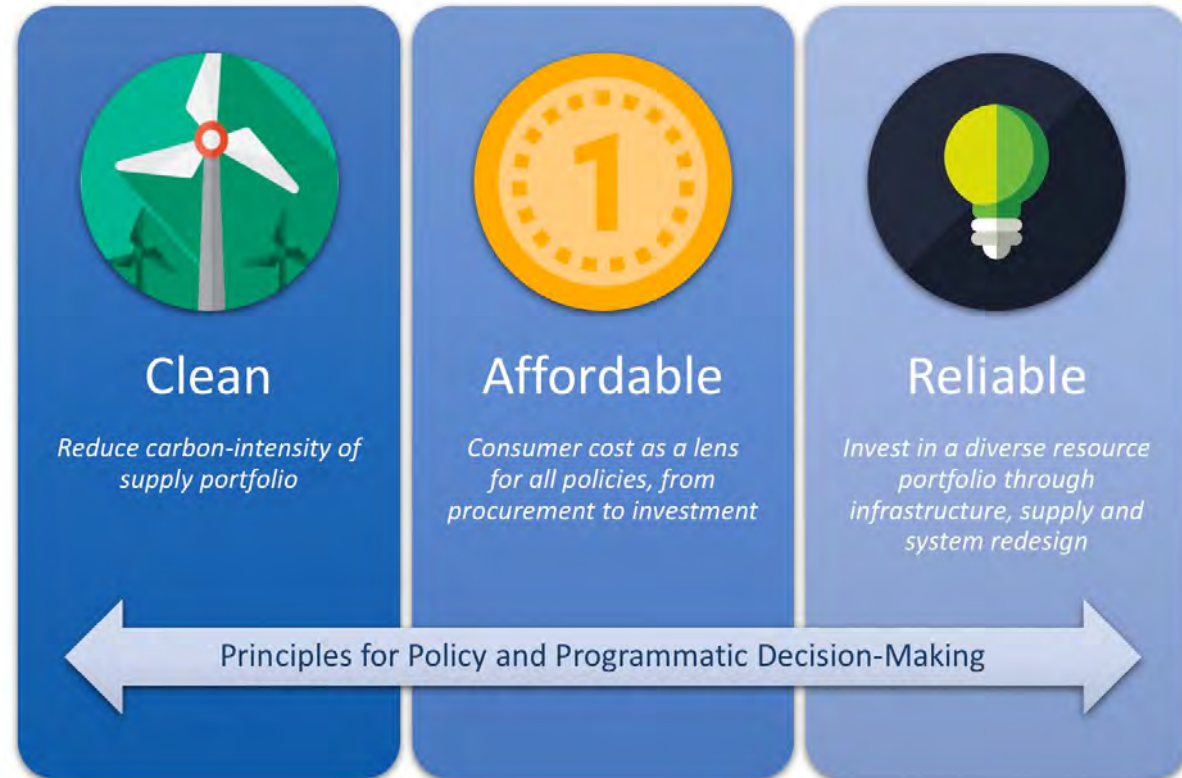 1
Clean
Reduce carbon-intensity of
supply portfolio
Affordable
Consumer cost as a lens
for all policies, from
procurement to investment
Reliable
Invest in a diverse resource
portfolio through
infrastructure, supply and
system redesign
Principles for Policy and Programmatic Decision-Making